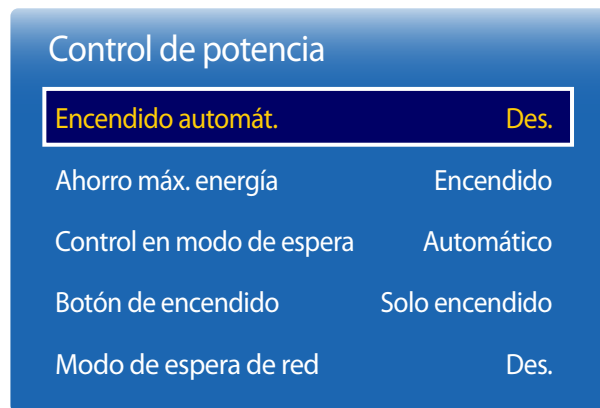 Control de potencia
Encendido automát. Des.
Ahorro máx. energía Encendido
Control en modo de espera Automático
Botón de encendido Solo encendido
Modo de espera de red Des.